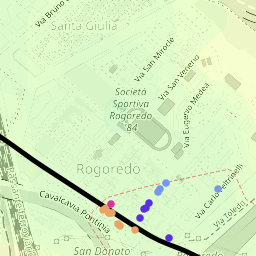 Santa Giulia
Via Bruno
Via San Mirocle
Via San Venerio
Società
Sportiva
Rogoredo
84
Via Eugenio Medea
Rogoredo
Via Carlo Feltrinelli
Cavalcavia Pontinia
Via Toledo
San Donato
Rogoredo